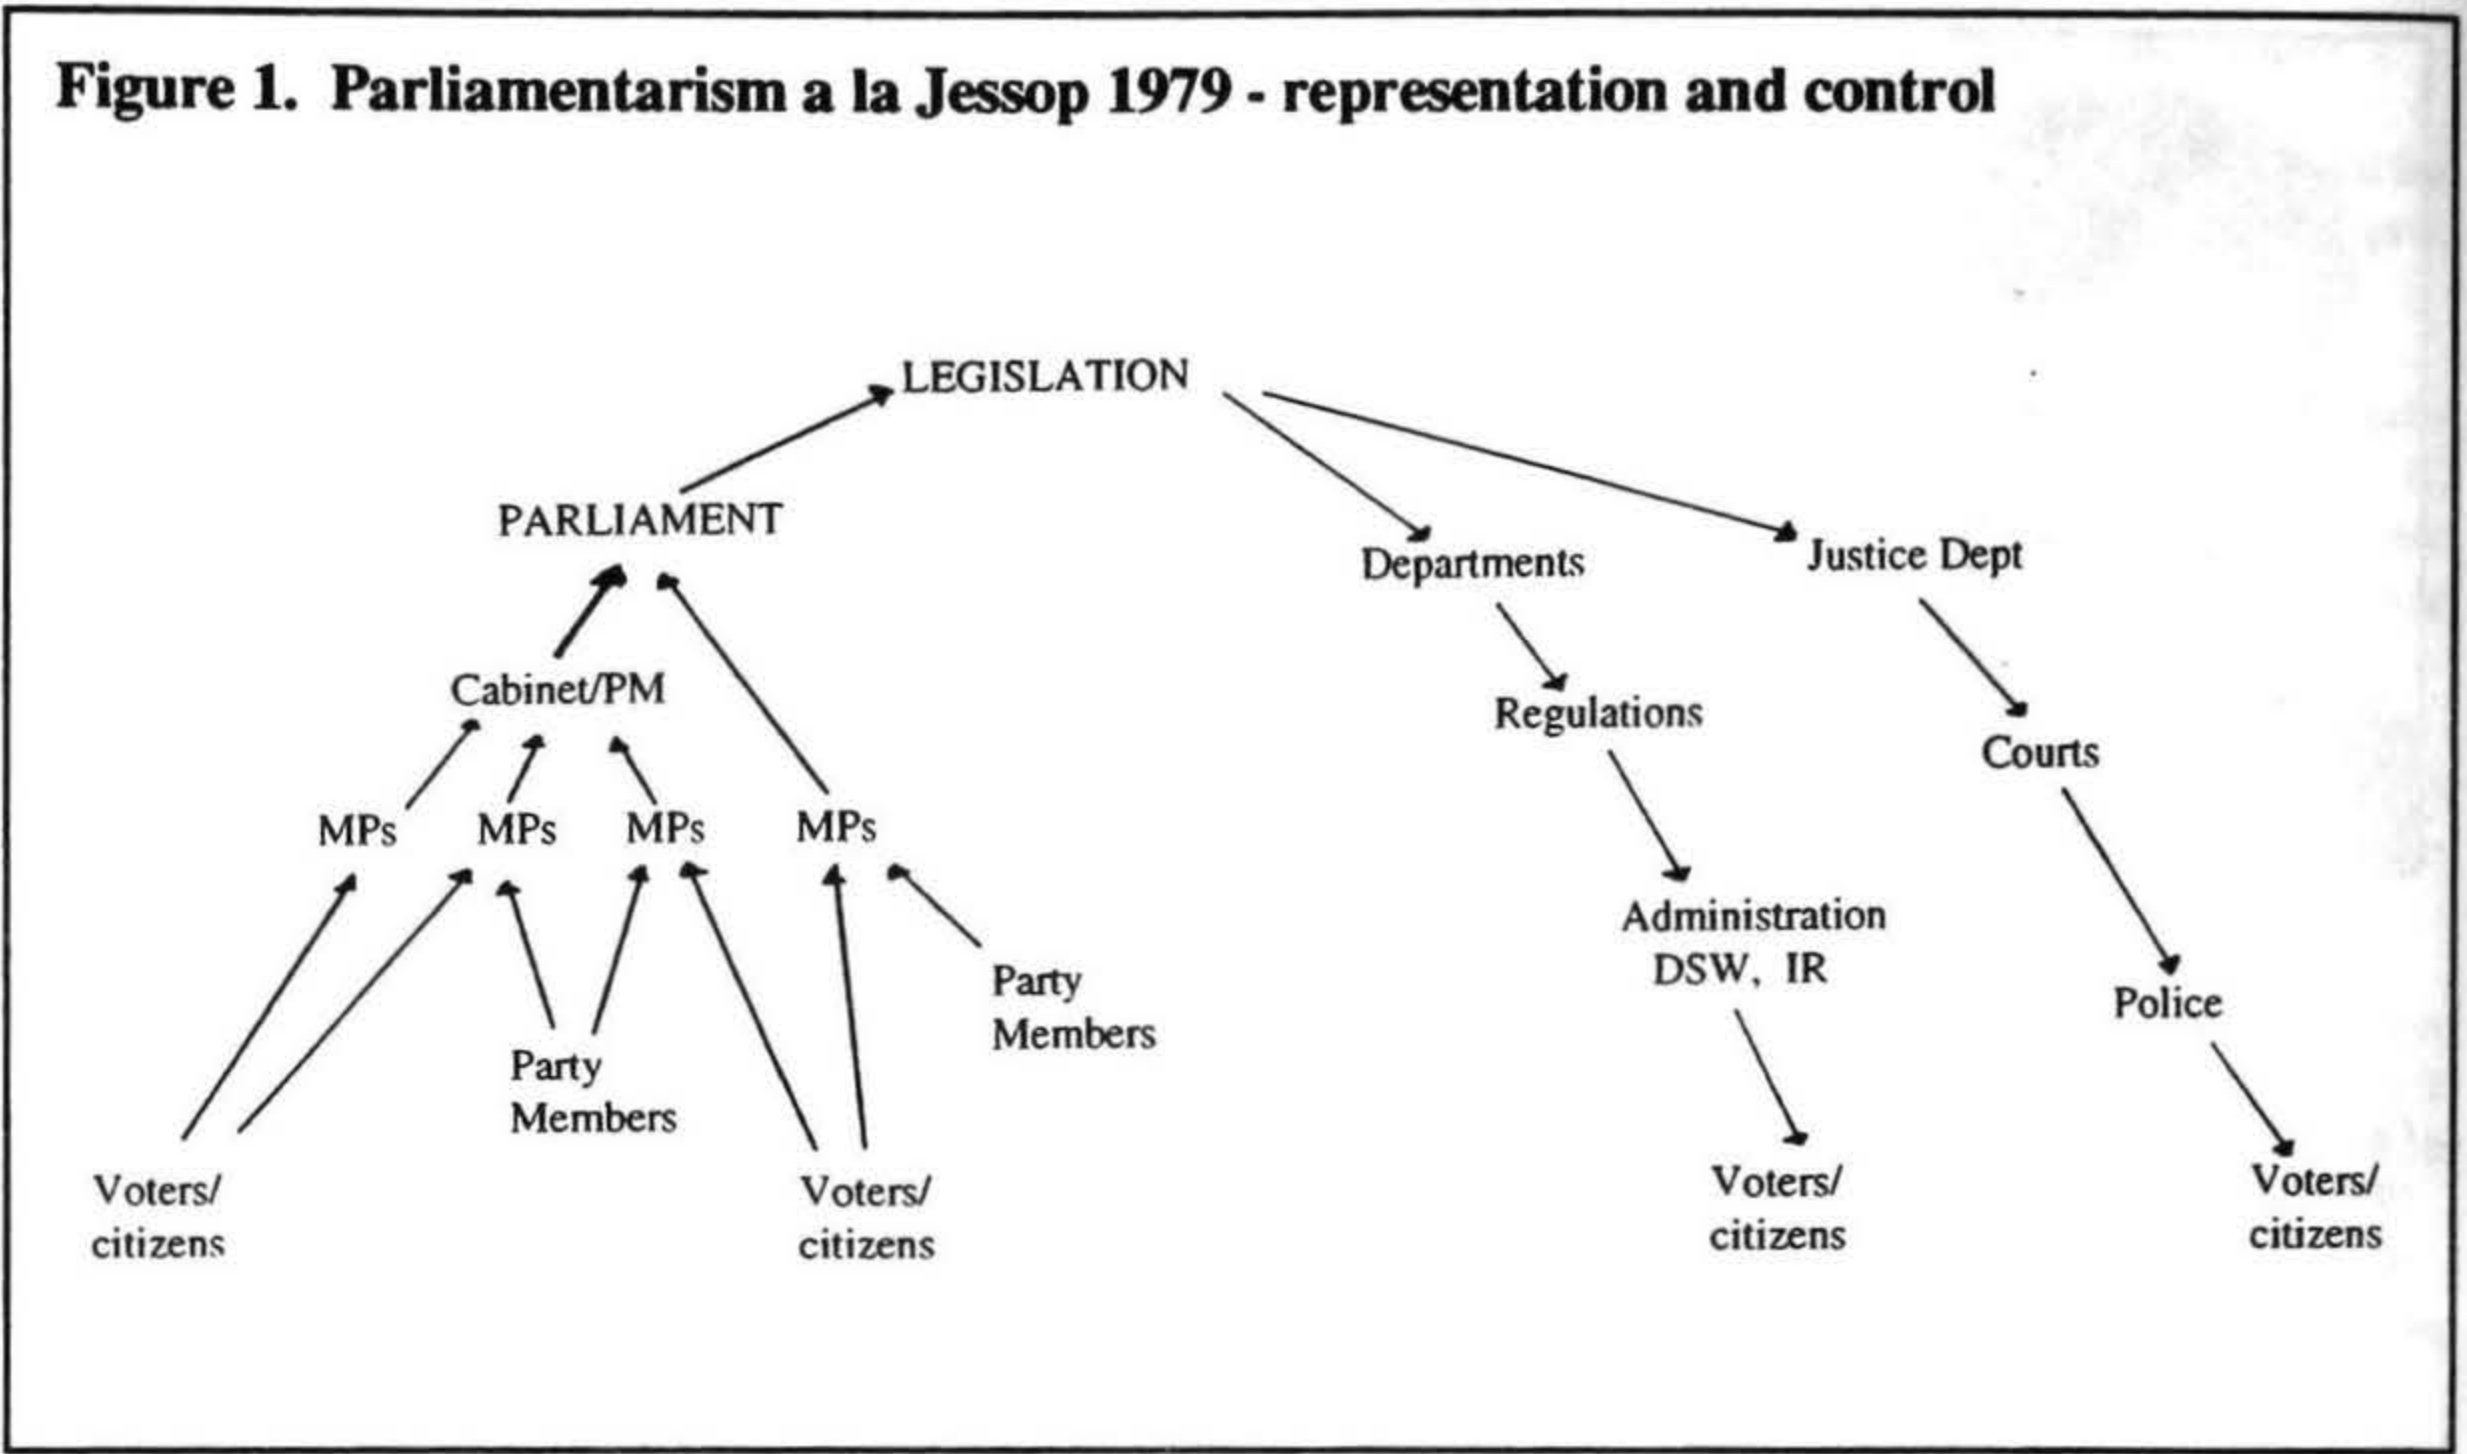 Figure 1. Parliamentarism a la Jessop 1979 - representation and control
LEGISLATION
PARLIAMENT
Departments
Justice Dept
Cabinet/PM
Regulations
Courts
MPs
MPs
MPs
MPs
Administration
DSW, IR
Party
Members
Police
Party
Members
Voters/
citizens
Voters/
citizens
Voters/
citizens
Voters/
citizens